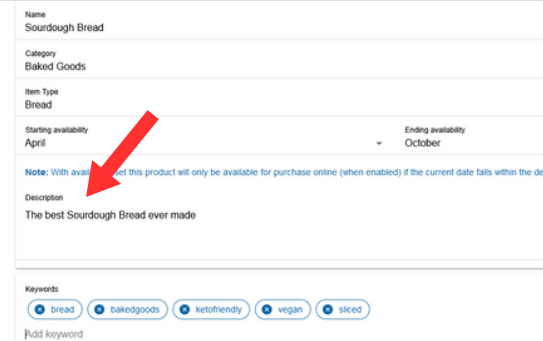 Name
Sourdough Bread
Category
Baked Goods
Item Type
Bread
Starting availability Ending availability
April October
Note: With set this product will only be available for purchase online (when enabled) if the current date falls within the
Description
The best Sourdough Bread ever made
Keywords
bread bakedgoods ketofriendly vegan sliced
Add keyword